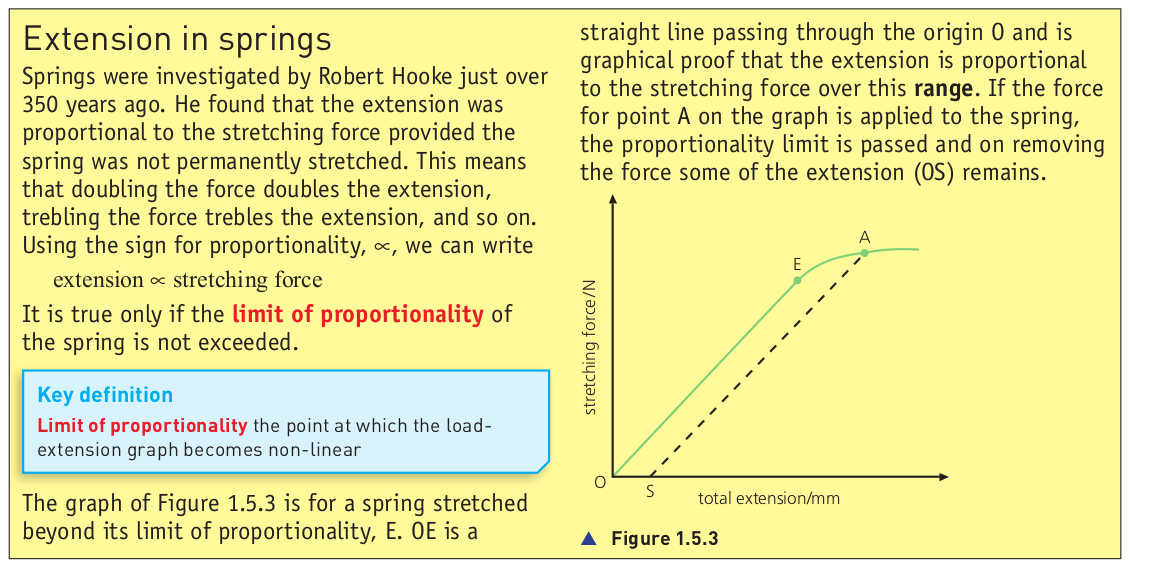 Extension in springs
Springs were investigated by Robert Hooke just over
350 years ago. He found that the extension was
proportional to the stretching force provided the
spring was not permanently stretched. This means
that doubling the force doubles the extension,
trebling the force trebles the extension, and so on.
Using the sign for proportionality, ∝, we can write
extension ∝ stretching force
It is true only if the limit of proportionality of
the spring is not exceeded.
Key definition
Limit of proportionality the point at which the load-
extension graph becomes non-linear
The graph of Figure 1.5.3 is for a spring stretched
beyond its limit of proportionality, E. OE is a
straight line passing through the origin O and is
graphical proof that the extension is proportional
to the stretching force over this range. If the force
for point A on the graph is applied to the spring,
the proportionality limit is passed and on removing
the force some of the extension (OS) remains.
A
E
stretching force/N
O
S
total extension/mm
▲ Figure 1.5.3